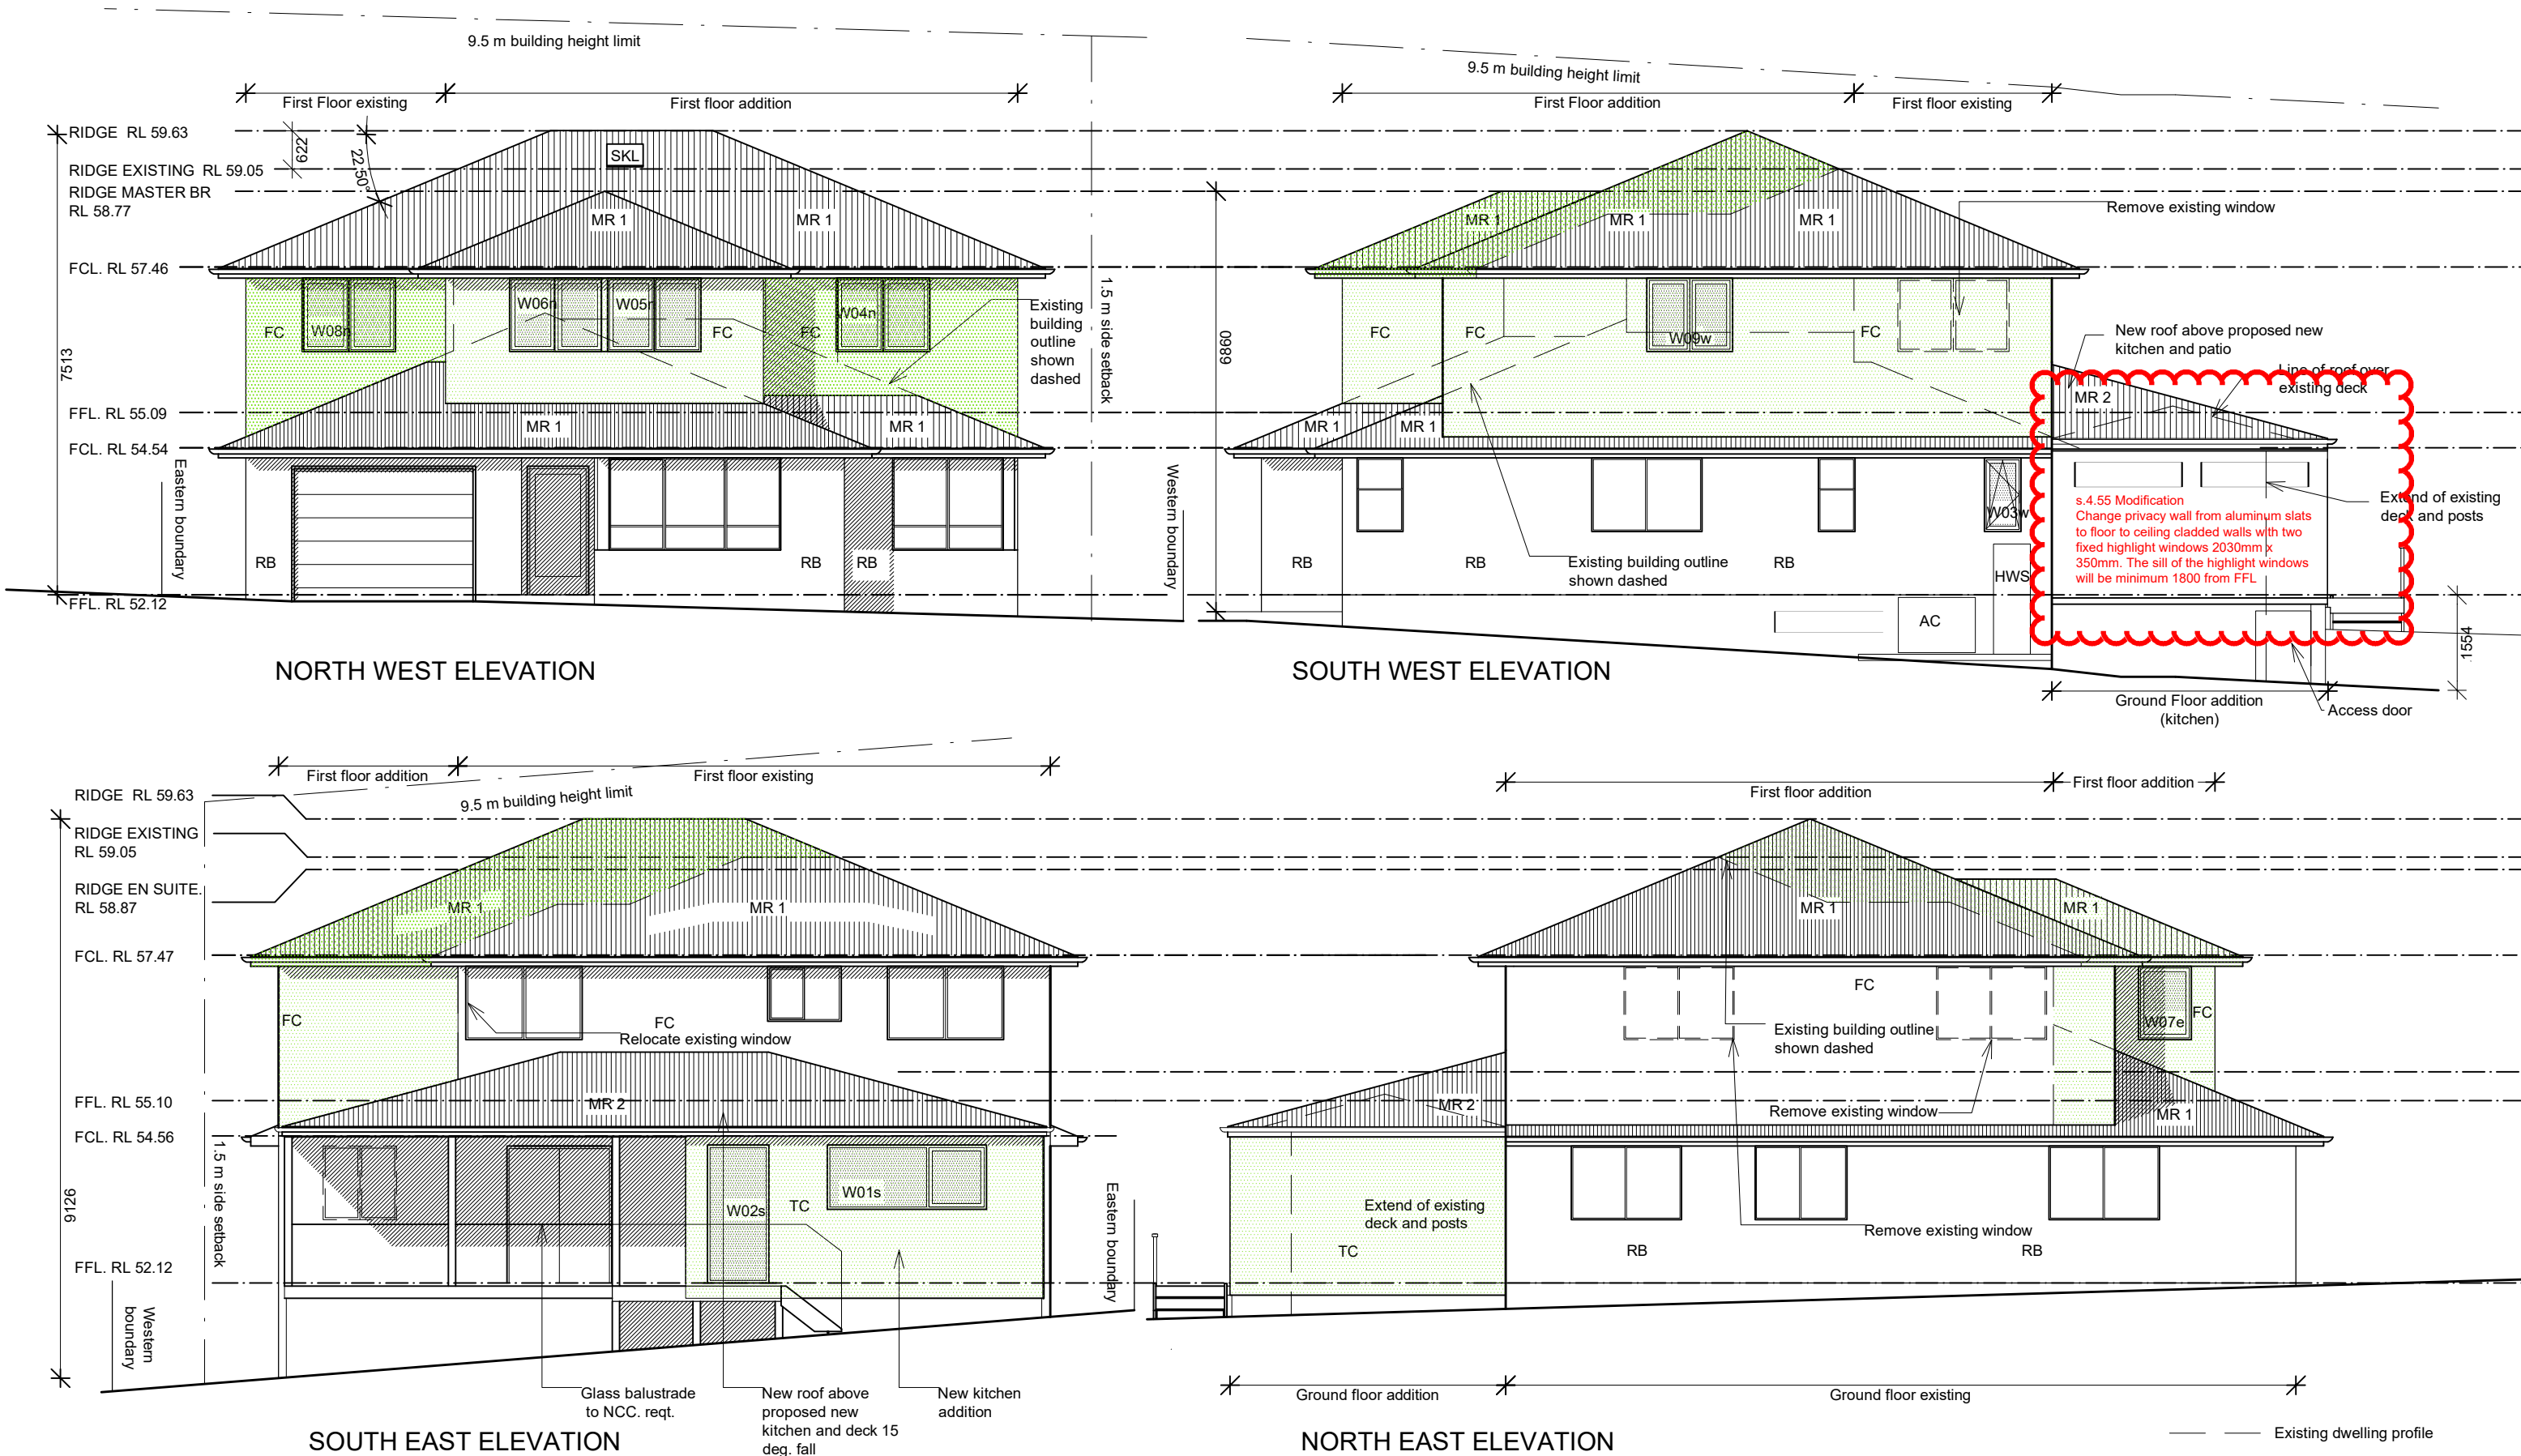 9.5 m building height limit
First Floor existing
First floor addition
RIDGE RL 59.63
RIDGE EXISTING RL 59.05
RIDGE MASTER BR
RL 58.77
622
22.50°
SKL
MR 1
MR 1
FCL. RL 57.46
W08n
W06n
W05n
W04n
FC
FC
FC
Existing
building
outline
shown
dashed
1.5 m side setback
7513
FFL. RL 55.09
FCL. RL 54.54
MR 1
MR 1
Eastern boundary
RB
RB
RB
FFL. RL 52.12
Western boundary
NORTH WEST ELEVATION
9.5 m building height limit
First Floor addition
First floor existing
MR 1
MR 1
MR 1
Remove existing window
6860
FC
FC
W09w
FC
New roof above proposed new
kitchen and patio
Line of roof over
existing deck
MR 2
MR 1
MR 1
Extend of existing
deck and posts
s.4.55 Modification
Change privacy wall from aluminum slats
to floor to ceiling cladded walls with two
fixed highlight windows 2030mm x
350mm. The sill of the highlight windows
will be minimum 1800 from FFL
W03w
RB
RB
RB
Existing building outline
shown dashed
HWS
AC
1554
Ground Floor addition
(kitchen)
Access door
SOUTH WEST ELEVATION
First floor addition
First floor existing
9.5 m building height limit
RIDGE RL 59.63
RIDGE EXISTING
RL 59.05
RIDGE EN SUITE.
RL 58.87
MR 1
MR 1
FCL. RL 57.47
FC
FC
Relocate existing window
FFL. RL 55.10
MR 2
FCL. RL 54.56
9126
1.5 m side setback
W02s
TC
W01s
Eastern boundary
FFL. RL 52.12
Western
boundary
Glass balustrade
to NCC. reqt.
New roof above
proposed new
kitchen and deck 15
deg. fall
New kitchen
addition
SOUTH EAST ELEVATION
First floor addition
First floor addition
MR 1
MR 1
FC
W07e
FC
Existing building outline
shown dashed
MR 2
Remove existing window
MR 1
Extend of existing
deck and posts
TC
Remove existing window
RB
RB
Ground floor addition
Ground floor existing
NORTH EAST ELEVATION
Existing dwelling profile